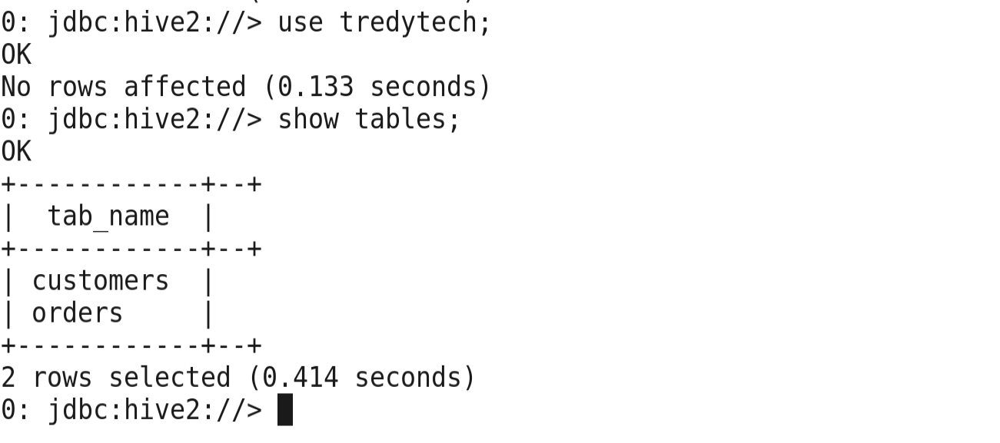 0: jdbc:hive2://> use tredytech;
OK
No rows affected (0.133 seconds)
0: jdbc:hive2://> show tables;
OK
+------------+--+
|  tab_name  |
+------------+--+
| customers  |
| orders     |
+------------+--+
2 rows selected (0.414 seconds)
0: jdbc:hive2://>